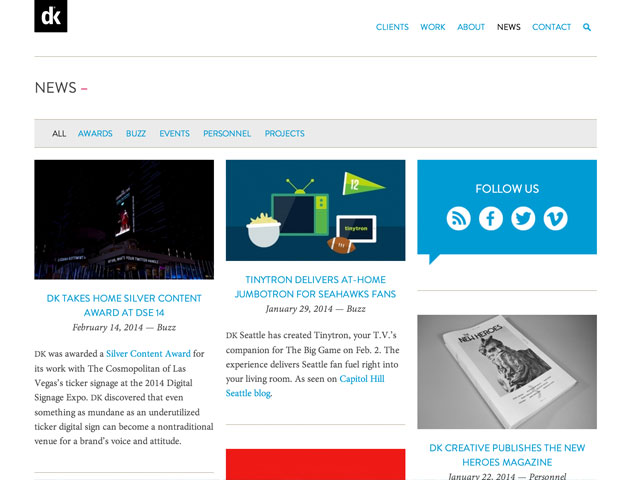 dk
CLIENTS WORK ABOUT NEWS CONTACT
NEWS –
ALL AWARDS BUZZ EVENTS PERSONNEL PROJECTS
DK TAKES HOME SILVER CONTENT
AWARD AT DSE 14
February 14, 2014 — Buzz
DK was awarded a Silver Content Award for
its work with The Cosmopolitan of Las
Vegas's ticker signage at the 2014 Digital
Signage Expo. DK discovered that even
something as mundane as an underutilized
ticker digital sign can become a nontraditional
venue for a brand's voice and attitude.
12
tinytron
TINYTRON DELIVERS AT-HOME
JUMBOTRON FOR SEAHAWKS FANS
January 29, 2014 — Buzz
DK Seattle has created Tinytron, your T.V.'s
companion for The Big Game on Feb. 2. The
experience delivers Seattle fan fuel right into
your living room. As seen on Capitol Hill
Seattle blog.
FOLLOW US
THE
NEW HEROES
DK CREATIVE PUBLISHES THE NEW
HEROES MAGAZINE
January 22, 2014 — Personnel